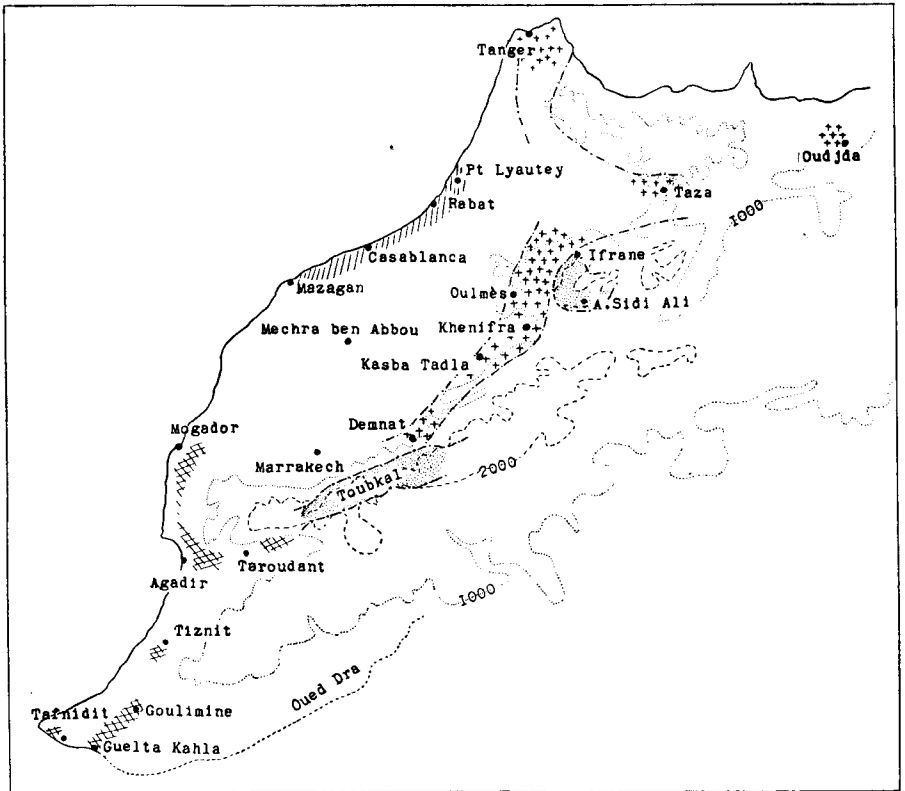 Tanger
Oudjda
Pt Lyautey
Taza
Rabat
1000
Casablanca
Ifrane
Mazagan
Oulmès
A.Sidi Ali
Mechra ben Abbou
Khenifra
Kasba Tadla
Mogador
Demnat
Marrakech
2000
Toubkal
Agadir
Taroudant
1000
Tiznit
Oued Dra
Tafnidit
Goulimine
Guelta Kahla